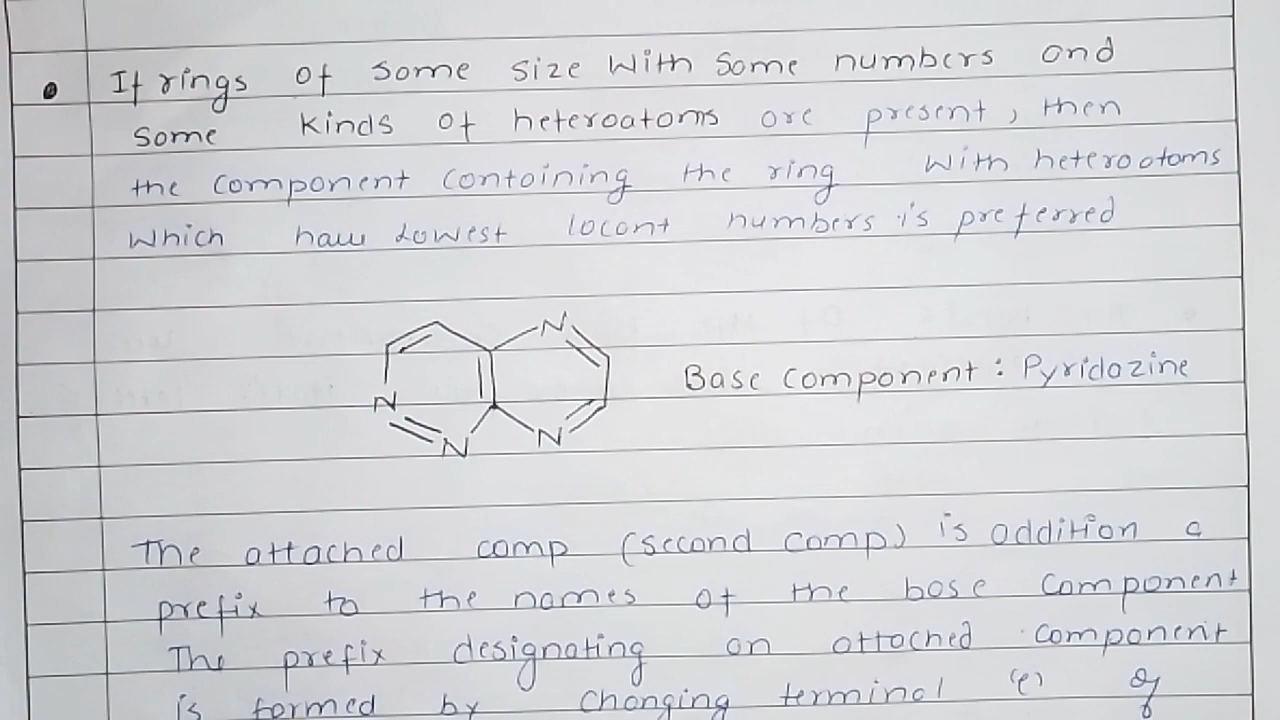 If rings of some size with some numbers and
some kinds of heteroatoms are present, then
the component containing the ring with heteroatoms
which have lowest locant numbers is preferred
N
N
N
N
Base component : Pyridazine
The attached comp (second comp) is addition a
prefix to the names of the base component
The prefix designating an attached component
is formed by changing terminal 'e' of